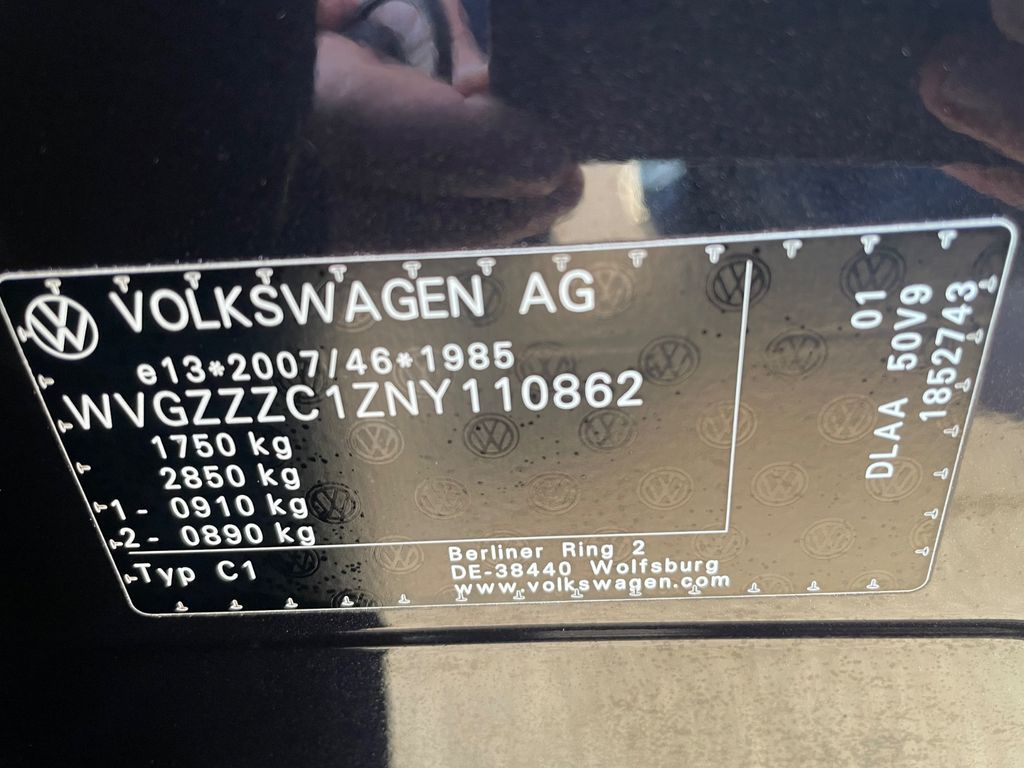 VOLKSWAGEN AG
e13*2007/46*1985
WVGZZZC1ZNY110862
1750 kg
2850 kg
1- 0910 kg
2- 0890 kg
Typ C1
Berliner Ring 2
DE-38440 Wolfsburg
www.volkswagen.com
DLAA 50V9 01
1852743